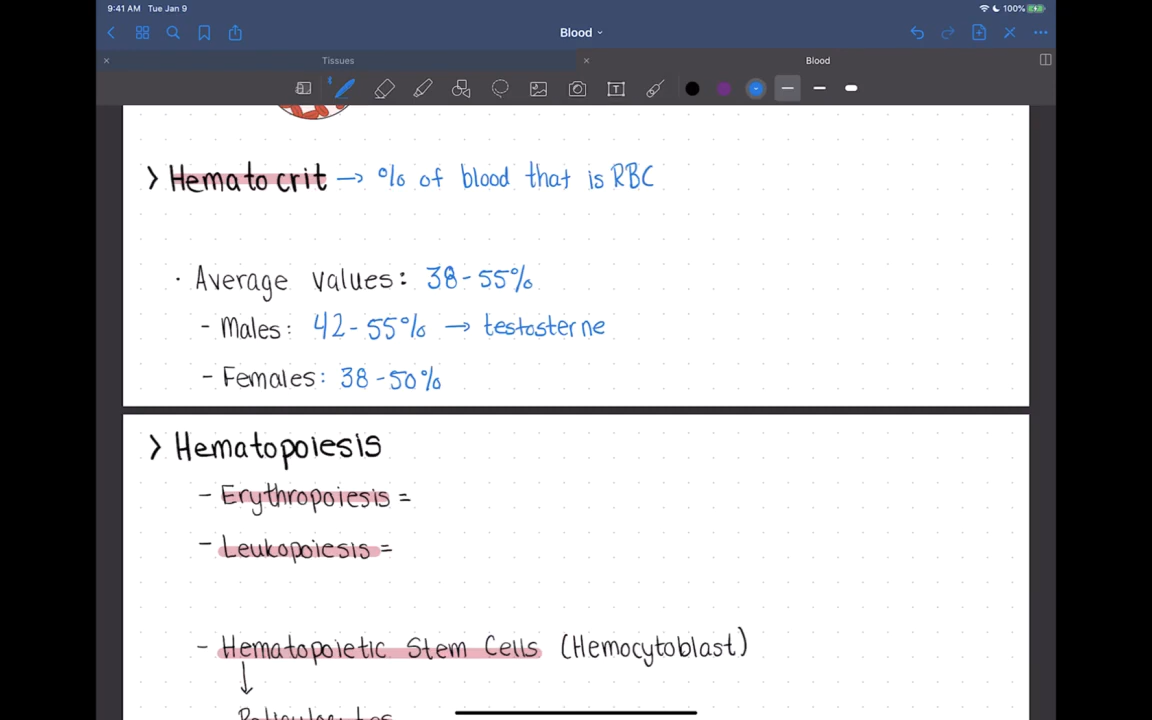 9:41 AM Tue Jan 9
100%
Blood
Tissues
Blood
> Hematocrit → % of blood that is RBC
· Average values: 38-55%
- Males: 42-55% → testosterne
- Females: 38-50%
> Hematopoiesis
- Erythropoiesis =
- Leukopoiesis =
- Hematopoietic Stem Cells (Hemocytoblast)
↓